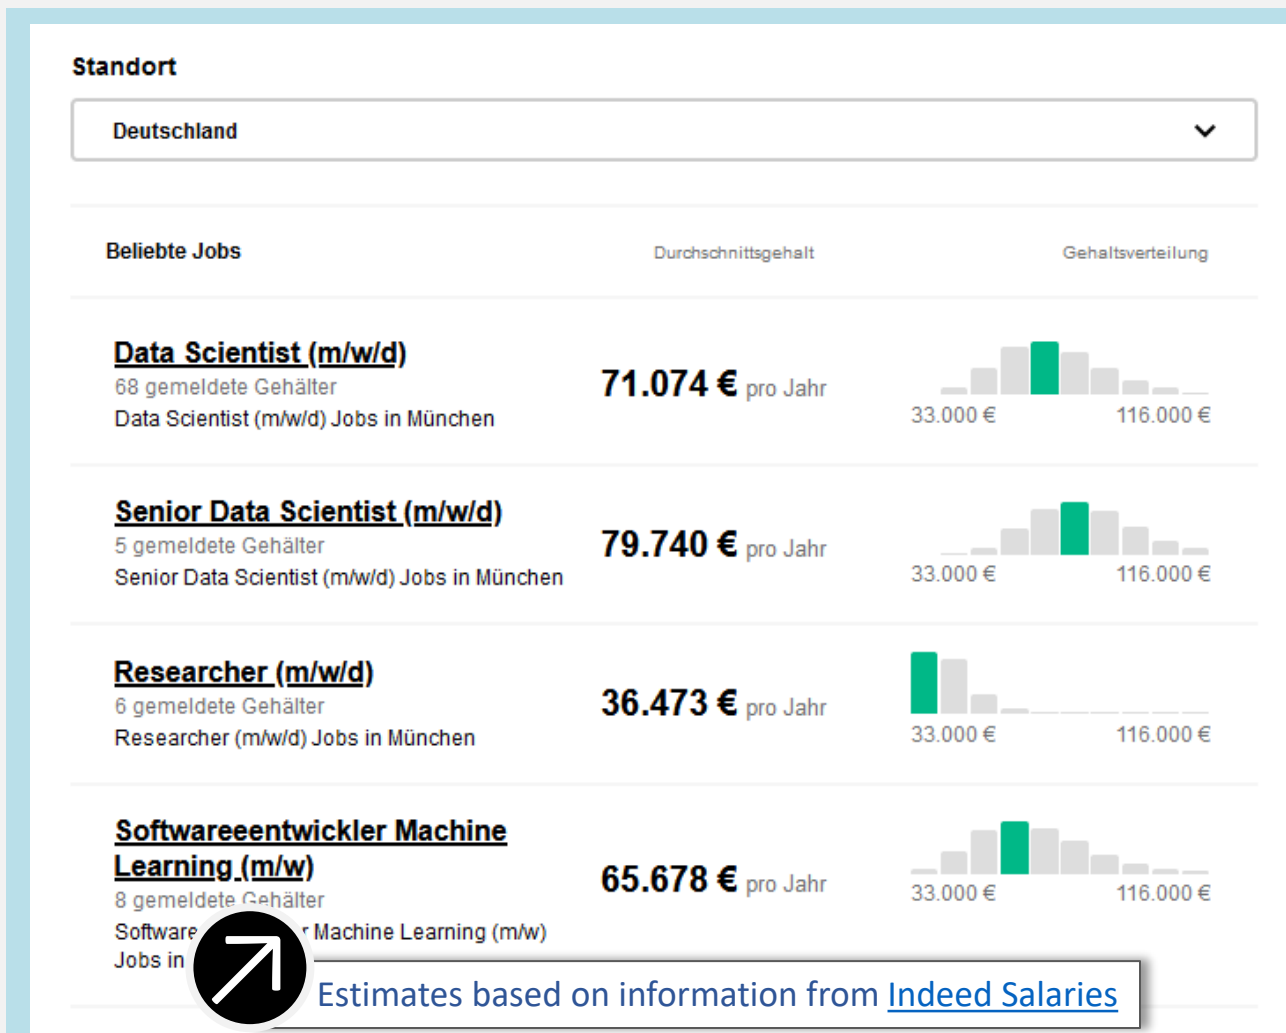 Standort
Deutschland
Beliebte Jobs Durchschnittsgehalt Gehaltsverteilung
Data Scientist (m/w/d)
68 gemeldete Gehälter
Data Scientist (m/w/d) Jobs in München
71.074 € pro Jahr
33.000 € 116.000 €
Senior Data Scientist (m/w/d)
5 gemeldete Gehälter
Senior Data Scientist (m/w/d) Jobs in München
79.740 € pro Jahr
33.000 € 116.000 €
Researcher (m/w/d)
6 gemeldete Gehälter
Researcher (m/w/d) Jobs in München
36.473 € pro Jahr
33.000 € 116.000 €
Softwareeentwickler Machine
Learning (m/w)
8 gemeldete Gehälter
Machine Learning (m/w)
Jobs in
65.678 € pro Jahr
33.000 € 116.000 €
Estimates based on information from Indeed Salaries